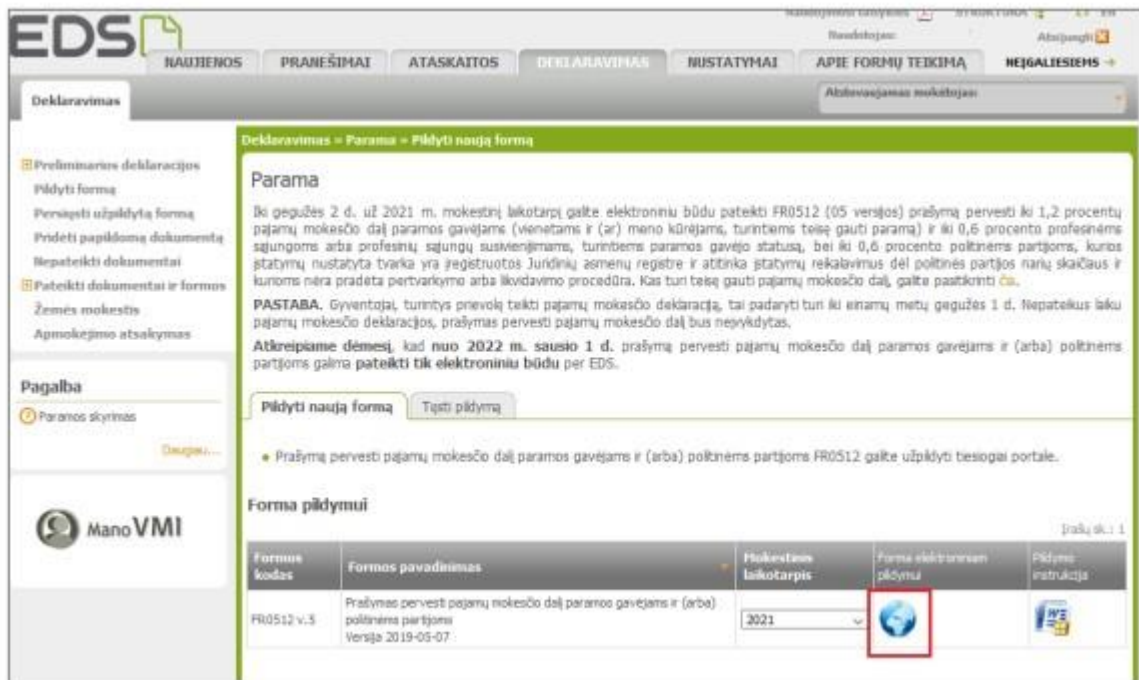 EDS
Atsijungti
NAUJIENOS PRANEŠIMAI ATASKAITOS DEKLARAVIMAS NUSTATYMAI APIE FORMŲ TEIKIMĄ NEĮGALIESIEMS
Deklaravimas
Atstovaujamas mokėtojas:
Deklaravimas » Parama » Pildyti naują formą
Preliminarios deklaracijos
Pildyti formą
Persiųsti užpildytą formą
Pridėti papildomą dokumentą
Nepateikti dokumentai
Pateikti dokumentai ir formos
Žemės mokestis
Apmokėjimo atsakymas
Pagalba
Paramos skyrimas
Daugiau...
Mano VMI
Parama
Iki gegužės 2 d. už 2021 m. mokestinį laikotarpį galite elektroniniu būdu pateikti FR0512 (05 versijos) prašymą pervesti iki 1,2 procentų
pajamų mokesčio dalį paramos gavėjams (vienetams ir (ar) meno kūrėjams, turintiems teisę gauti paramą) ir iki 0,6 procento profesinėms
sąjungoms arba profesinių sąjungų susivienijimams, turintiems paramos gavėjo statusą, bei iki 0,6 procento politinėms partijoms, kurios
įstatymų nustatyta tvarka yra įregistruotos Juridinių asmenų registre ir atitinka įstatymų reikalavimus dėl politinės partijos narių skaičiaus ir
kurioms nėra pradėta pertvarkymo arba likvidavimo procedūra. Kas turi teisę gauti pajamų mokesčio dalį, galite pasitikrinti čia.
PASTABA. Gyventojai, turintys prievolę teikti pajamų mokesčio deklaraciją, tai padaryti turi iki einamų metų gegužės 1 d. Nepateikus laiku
pajamų mokesčio deklaracijos, prašymas pervesti pajamų mokesčio dalį bus neįvykdytas.
Atkreipiame dėmesį, kad nuo 2022 m. sausio 1 d. prašymą pervesti pajamų mokesčio dalį paramos gavėjams ir (arba) politinėms
partijoms galima pateikti tik elektroniniu būdu per EDS.
Pildyti naują formą Tęsti pildymą
Prašymą pervesti pajamų mokesčio dalį paramos gavėjams ir (arba) politinėms partijoms FR0512 galite užpildyti tiesiogai portale.
Forma pildymui
Įrašų sk.: 1
Formos kodas Formos pavadinimas Mokestinis laikotarpis Forma elektroniniam pildymui Pildymo instrukcija
FR0512 v.5 Prašymas pervesti pajamų mokesčio dalį paramos gavėjams ir (arba)
politinėms partijoms
Versija 2019-05-07
2021